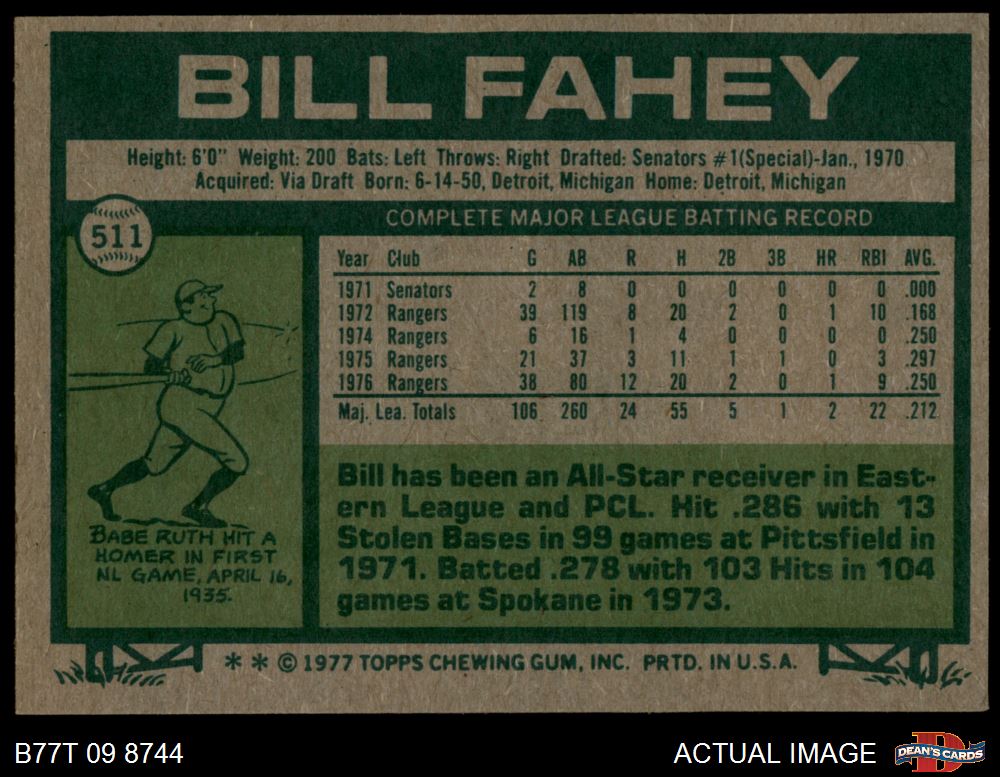 BILL FAHEY
Height: 6'0" Weight: 200 Bats: Left Throws: Right Drafted: Senators #1(Special)-Jan., 1970
Acquired: Via Draft Born: 6-14-50, Detroit, Michigan Home: Detroit, Michigan
511
COMPLETE MAJOR LEAGUE BATTING RECORD
Year Club G AB R H 2B 3B HR RBI AVG.
1971 Senators 2 8 0 0 0 0 0 0 .000
1972 Rangers 39 119 8 20 2 0 1 10 .168
1974 Rangers 6 16 1 4 0 0 0 0 .250
1975 Rangers 21 37 3 11 1 1 0 3 .297
1976 Rangers 38 80 12 20 2 0 1 9 .250
Maj. Lea. Totals 106 260 24 55 5 1 2 22 .212
BABE RUTH HIT A
HOMER IN FIRST
NL GAME, APRIL 16,
1935.
Bill has been an All-Star receiver in East-
ern League and PCL. Hit .286 with 13
Stolen Bases in 99 games at Pittsfield in
1971. Batted .278 with 103 Hits in 104
games at Spokane in 1973.
* * © 1977 TOPPS CHEWING GUM, INC. PRTD. IN U.S.A.
B77T 09 8744 ACTUAL IMAGE D DEAN'S CARDS